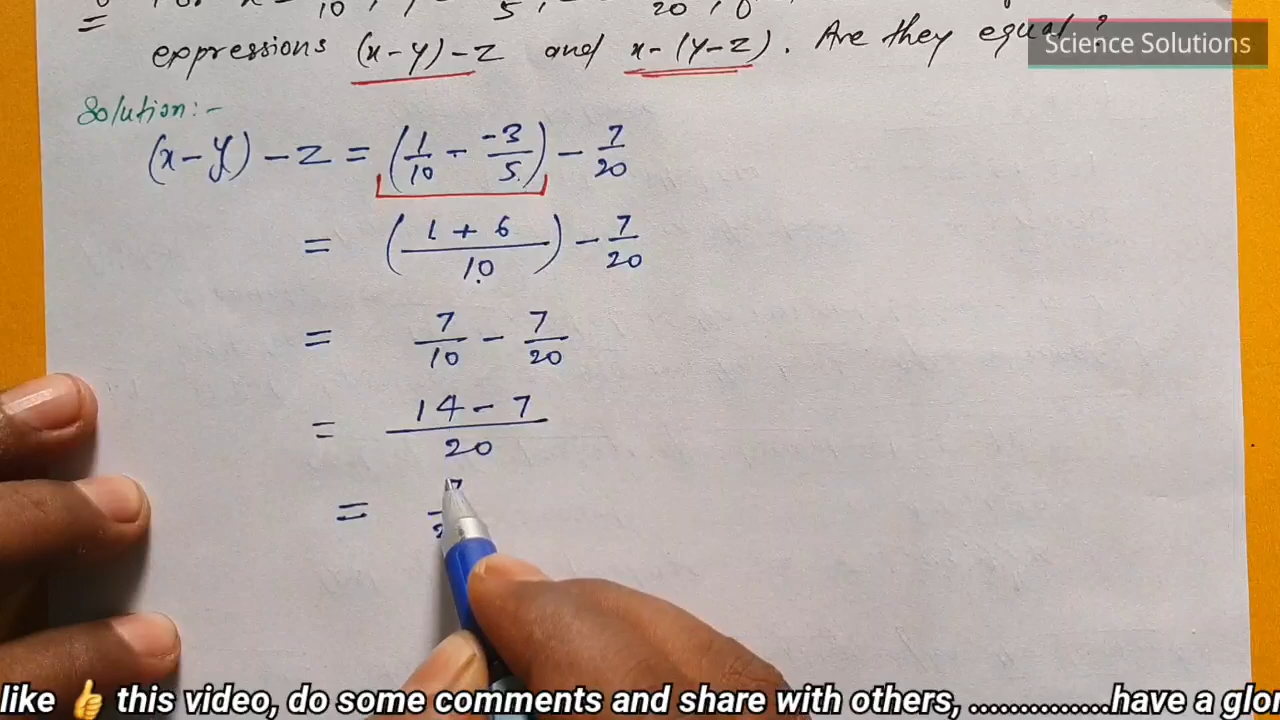 expressions (x-y)-z and x-(y-z). Are they equal?
Science Solutions
Solution:-
(x-y)-z = (1/10 - -3/5) - 7/20
= (1+6/10) - 7/20
= 7/10 - 7/20
= 14-7/20
=
like 👍 this video, do some comments and share with others, ..............have a glor